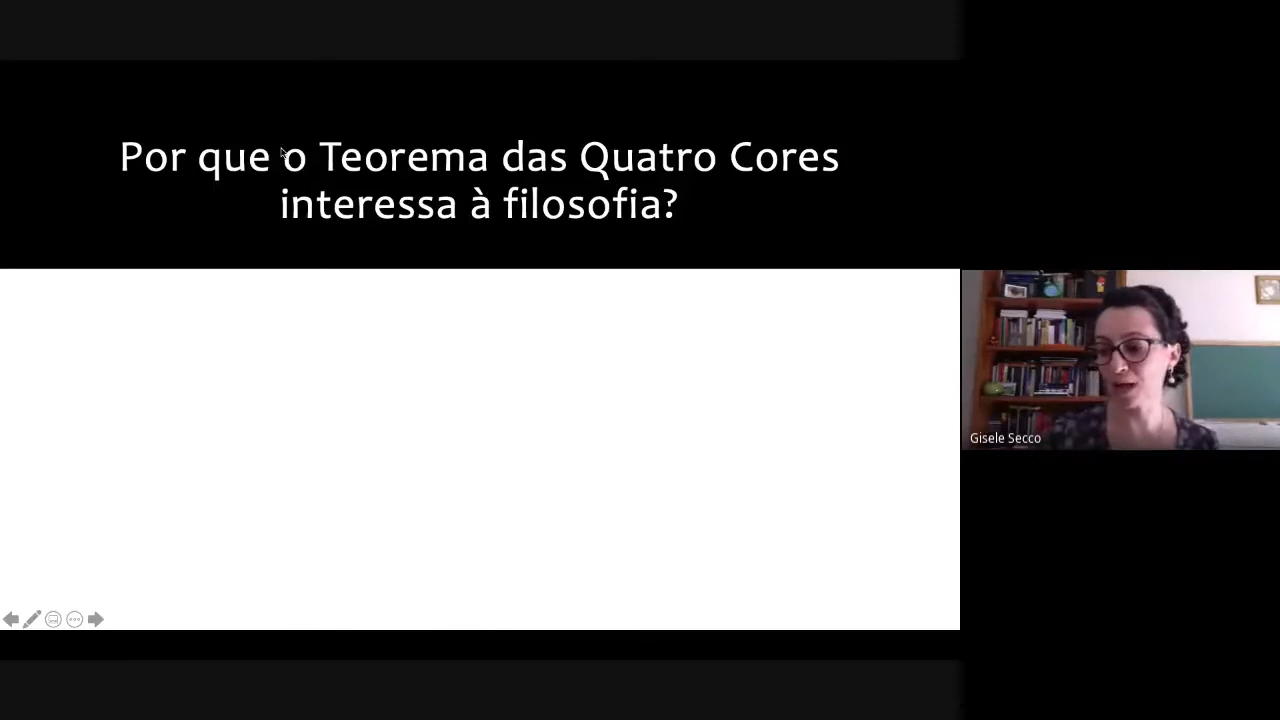 Por que o Teorema das Quatro Cores
interessa à filosofia?
Gisele Secco